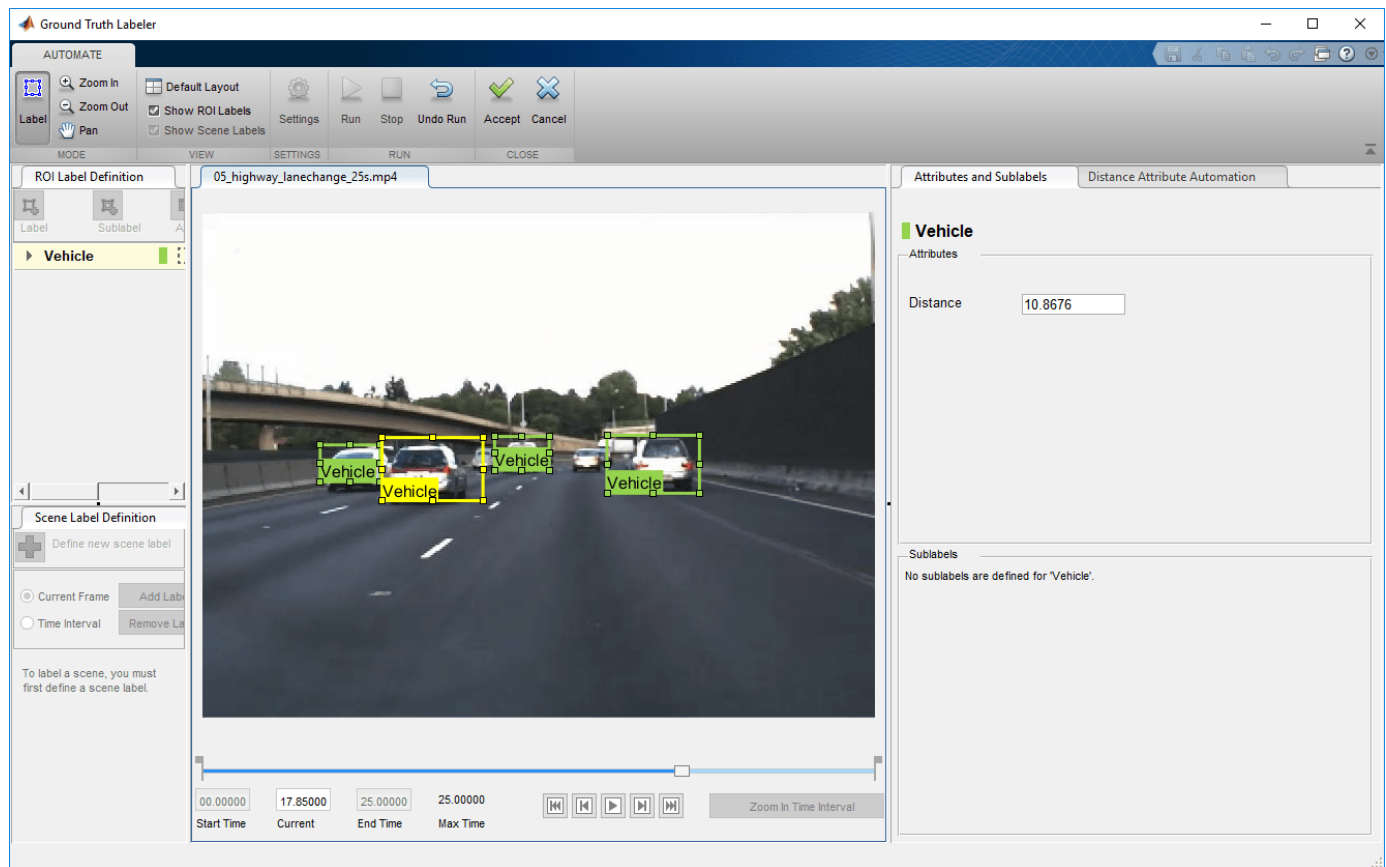 Ground Truth Labeler
AUTOMATE
Label
Zoom In
Zoom Out
Pan
MODE
Default Layout
Show ROI Labels
Show Scene Labels
VIEW
Settings
SETTINGS
Run
Stop
Undo Run
RUN
Accept
Cancel
CLOSE
ROI Label Definition
Label
Sublabel
A
Vehicle
Scene Label Definition
Define new scene label
Current Frame
Add Labe
Time Interval
Remove La
To label a scene, you must
first define a scene label.
05_highway_lanechange_25s.mp4
Vehicle
Vehicle
Vehicle
Vehicle
00.00000
17.85000
25.00000
25.00000
Start Time
Current
End Time
Max Time
Zoom In Time Interval
Attributes and Sublabels
Distance Attribute Automation
Vehicle
Attributes
Distance
10.8676
Sublabels
No sublabels are defined for 'Vehicle'.